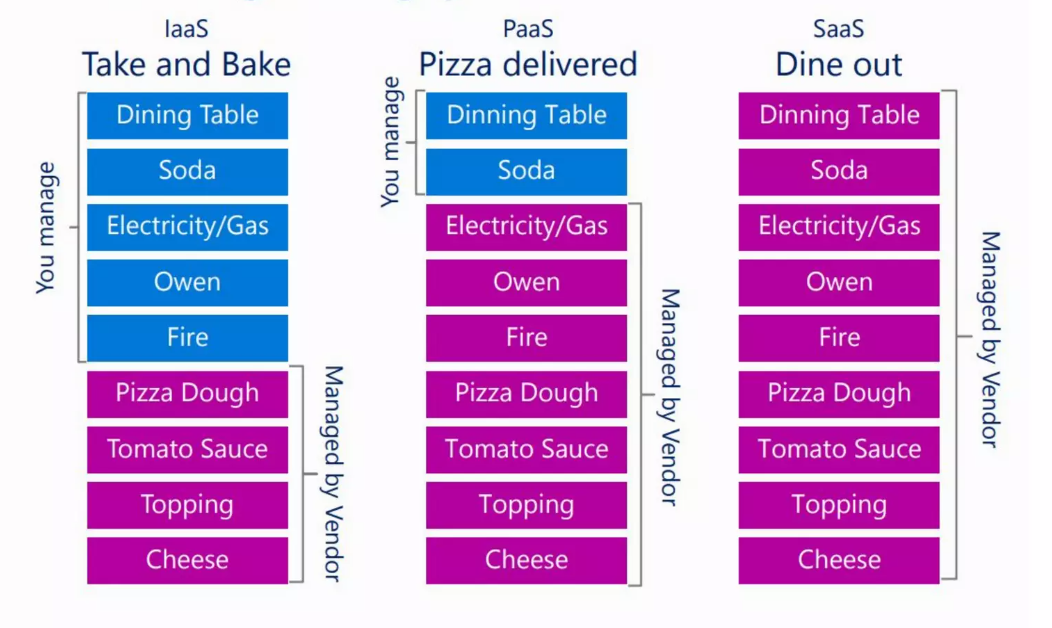 IaaS
Take and Bake
You manage
Dining Table
Soda
Electricity/Gas
Owen
Fire
Pizza Dough
Tomato Sauce
Topping
Cheese
Managed by Vendor
PaaS
Pizza delivered
You manage
Dinning Table
Soda
Electricity/Gas
Owen
Fire
Pizza Dough
Tomato Sauce
Topping
Cheese
Managed by Vendor
SaaS
Dine out
Dinning Table
Soda
Electricity/Gas
Owen
Fire
Pizza Dough
Tomato Sauce
Topping
Cheese
Managed by Vendor